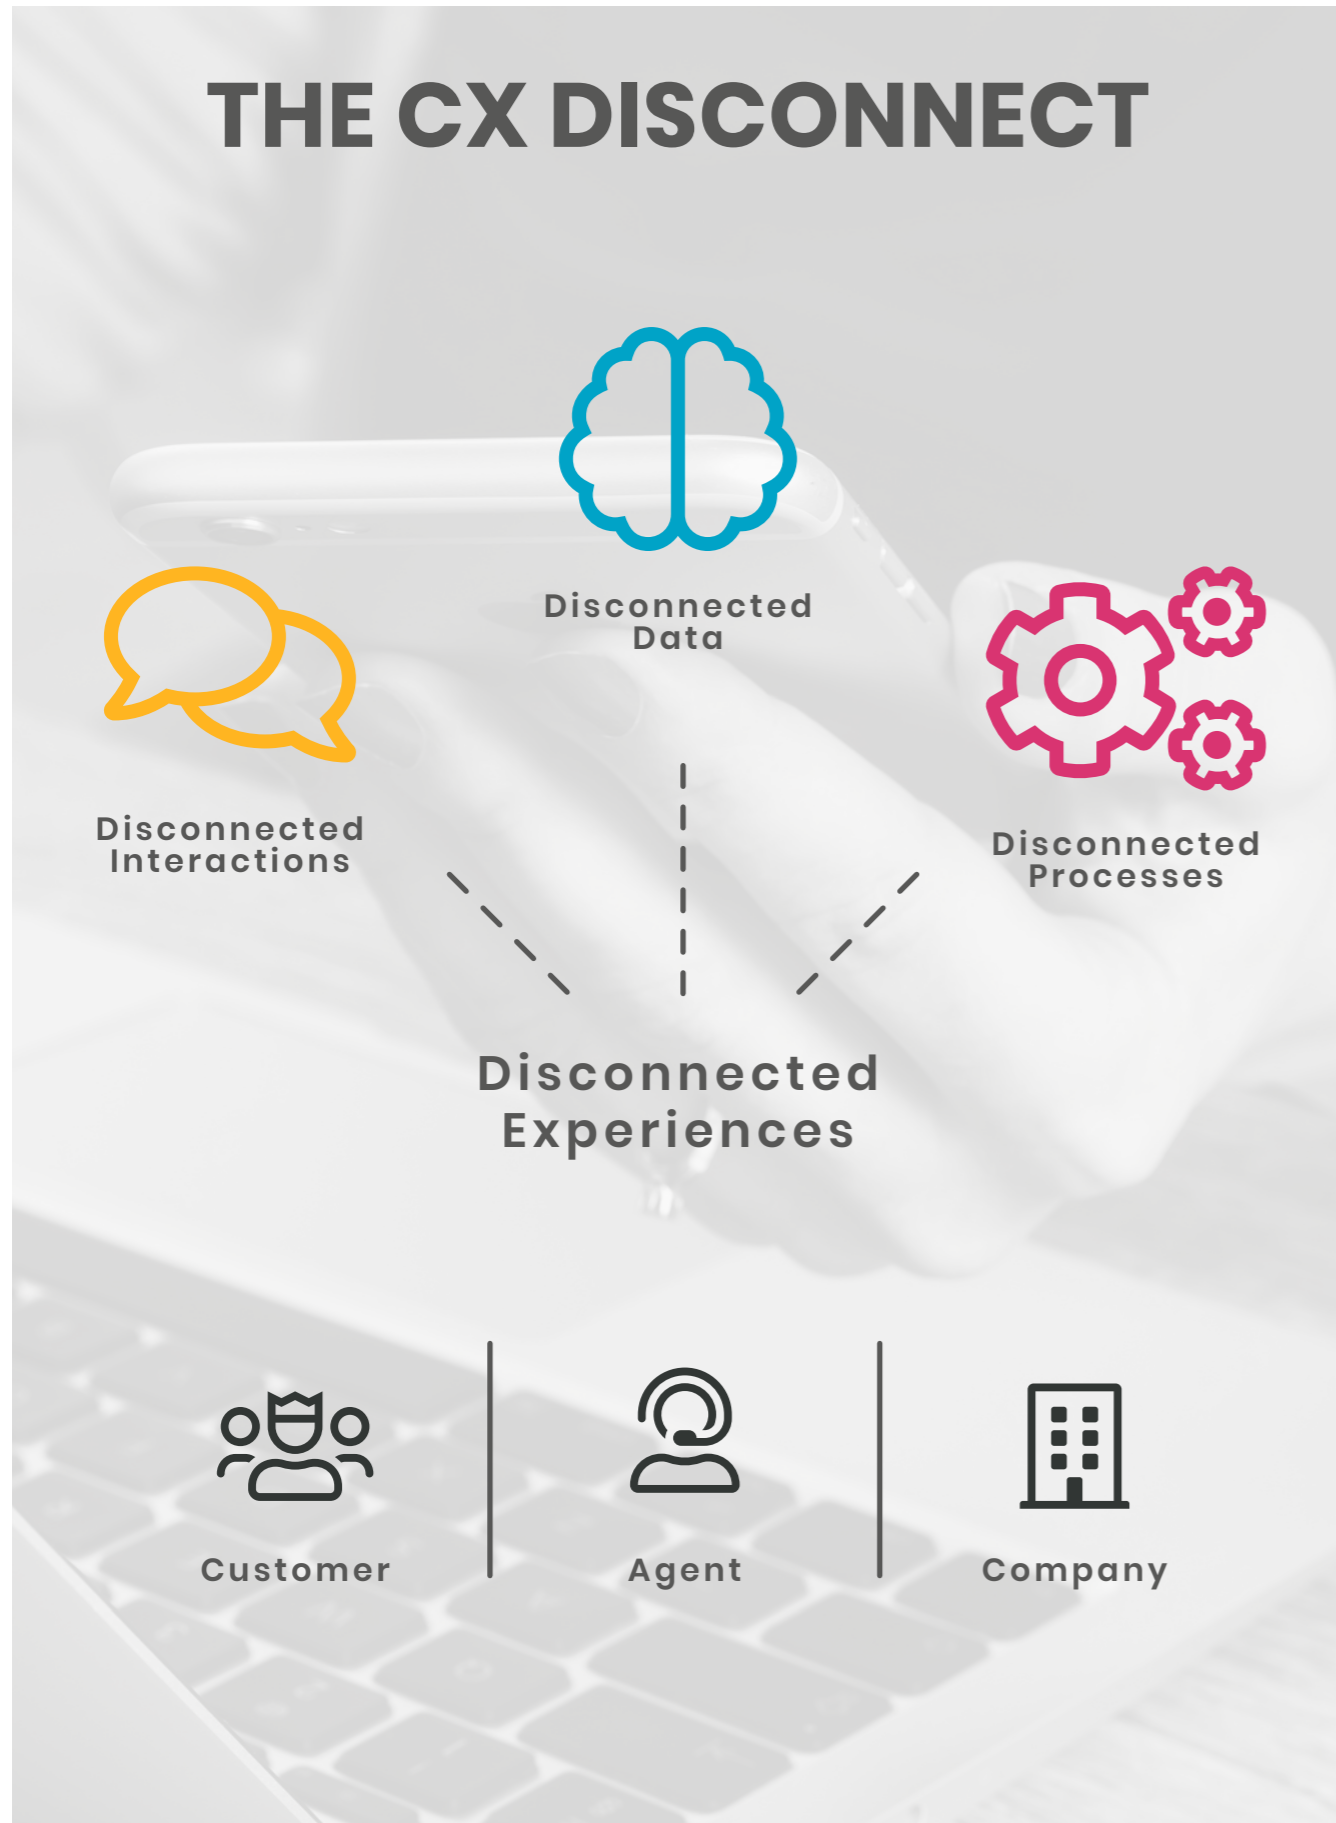 THE CX DISCONNECT
Disconnected
Data
Disconnected
Interactions
Disconnected
Processes
Disconnected
Experiences
Customer
Agent
Company